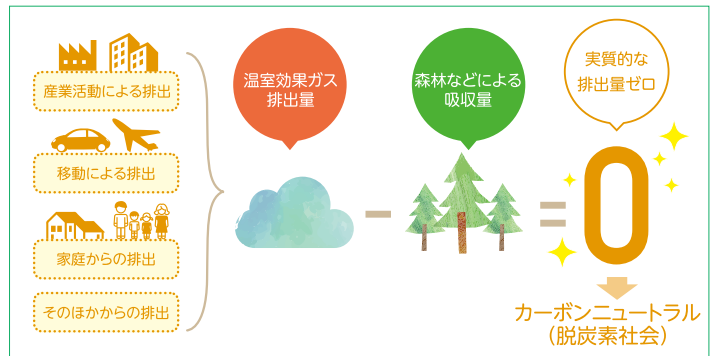 産業活動による排出
移動による排出
家庭からの排出
そのほかからの排出
温室効果ガス
排出量
森林などによる
吸収量
実質的な
排出量ゼロ
0
カーボンニュートラル
(脱炭素社会)